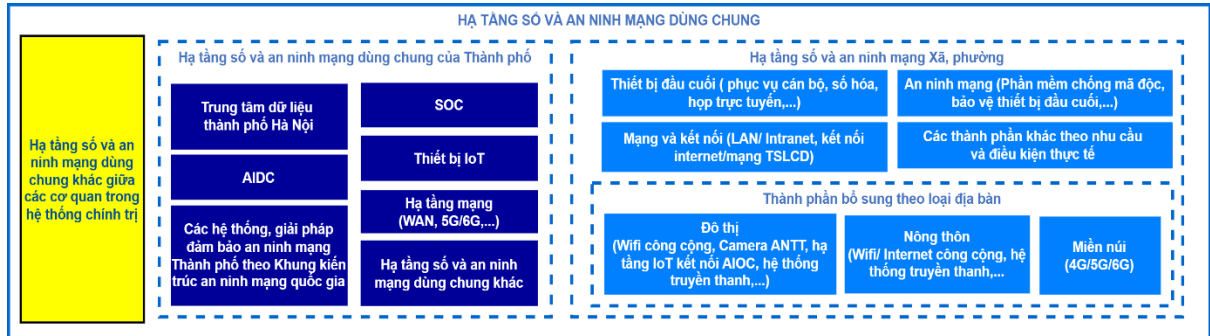 HẠ TẦNG SỐ VÀ AN NINH MẠNG DÙNG CHUNG
Hạ tầng số và an
ninh mạng dùng
chung khác giữa
các cơ quan trong
hệ thống chính trị
Hạ tầng số và an ninh mạng dùng chung của Thành phố
Trung tâm dữ liệu
thành phố Hà Nội
AIDC
Các hệ thống, giải pháp
đảm bảo an ninh mạng
Thành phố theo Khung kiến
trúc an ninh mạng quốc gia
SOC
Thiết bị IoT
Hạ tầng mạng
(WAN, 5G/6G,...)
Hạ tầng số và an ninh
mạng dùng chung khác
Hạ tầng số và an ninh mạng Xã, phường
Thiết bị đầu cuối ( phục vụ cán bộ, số hóa,
họp trực tuyến,...)
An ninh mạng (Phần mềm chống mã độc,
bảo vệ thiết bị đầu cuối,...)
Mạng và kết nối (LAN/ Intranet, kết nối
internet/mạng TSLCD)
Các thành phần khác theo nhu cầu
và điều kiện thực tế
Thành phần bổ sung theo loại địa bàn
Đô thị
(Wifi công cộng, Camera ANTT, hạ
tầng IoT kết nối AIOC, hệ thống
truyền thanh,...)
Nông thôn
(Wifi/ Internet công cộng, hệ
thống truyền thanh,...
Miền núi
(4G/5G/6G)